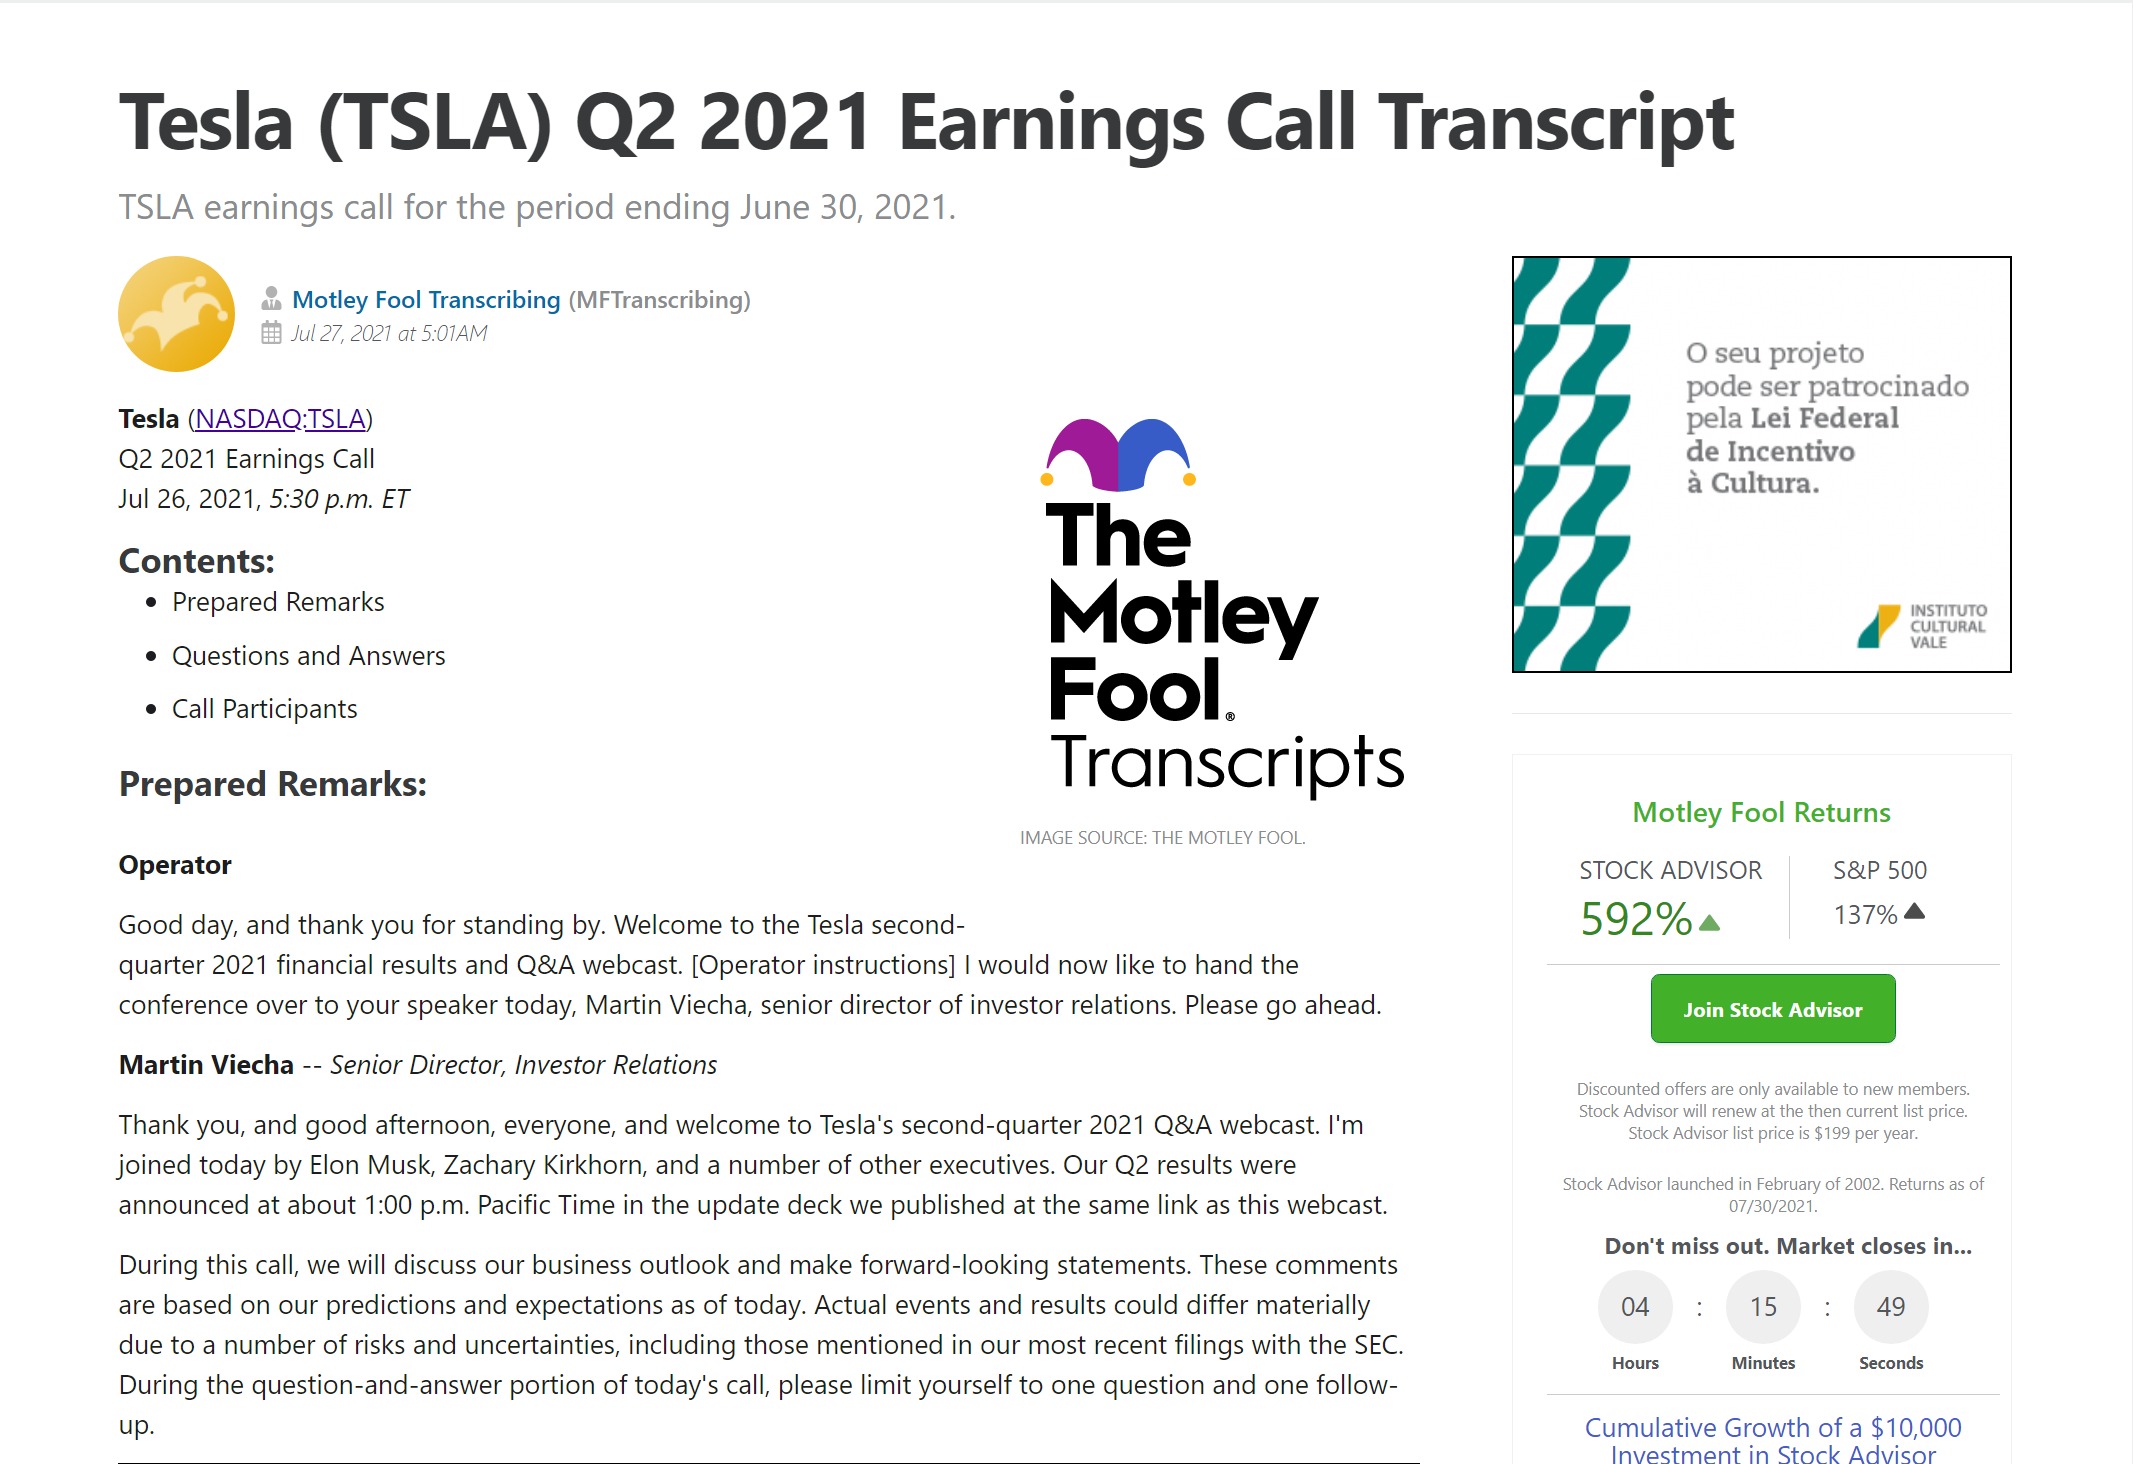 Tesla (TSLA) Q2 2021 Earnings Call Transcript
TSLA earnings call for the period ending June 30, 2021.
Motley Fool Transcribing (MFTranscribing)
Jul 27, 2021 at 5:01AM
Tesla (NASDAQ:TSLA)
Q2 2021 Earnings Call
Jul 26, 2021, 5:30 p.m. ET
Contents:
• Prepared Remarks
• Questions and Answers
• Call Participants
The
Motley
Fool®
Transcripts
IMAGE SOURCE: THE MOTLEY FOOL.
Prepared Remarks:
Operator
Good day, and thank you for standing by. Welcome to the Tesla second-
quarter 2021 financial results and Q&A webcast. [Operator instructions] I would now like to hand the
conference over to your speaker today, Martin Viecha, senior director of investor relations. Please go ahead.
Martin Viecha -- Senior Director, Investor Relations
Thank you, and good afternoon, everyone, and welcome to Tesla's second-quarter 2021 Q&A webcast. I'm
joined today by Elon Musk, Zachary Kirkhorn, and a number of other executives. Our Q2 results were
announced at about 1:00 p.m. Pacific Time in the update deck we published at the same link as this webcast.
During this call, we will discuss our business outlook and make forward-looking statements. These comments
are based on our predictions and expectations as of today. Actual events and results could differ materially
due to a number of risks and uncertainties, including those mentioned in our most recent filings with the SEC.
During the question-and-answer portion of today's call, please limit yourself to one question and one follow-
up.
O seu projeto
pode ser patrocinado
pela Lei Federal
de Incentivo
à Cultura.
INSTITUTO
CULTURAL
VALE
Motley Fool Returns
STOCK ADVISOR S&P 500
592% 137%
Join Stock Advisor
Discounted offers are only available to new members.
Stock Advisor will renew at the then current list price.
Stock Advisor list price is $199 per year.
Stock Advisor launched in February of 2002. Returns as of
07/30/2021.
Don't miss out. Market closes in...
04 : 15 : 49
Hours Minutes Seconds
Cumulative Growth of a $10,000
Investment in Stock Advisor